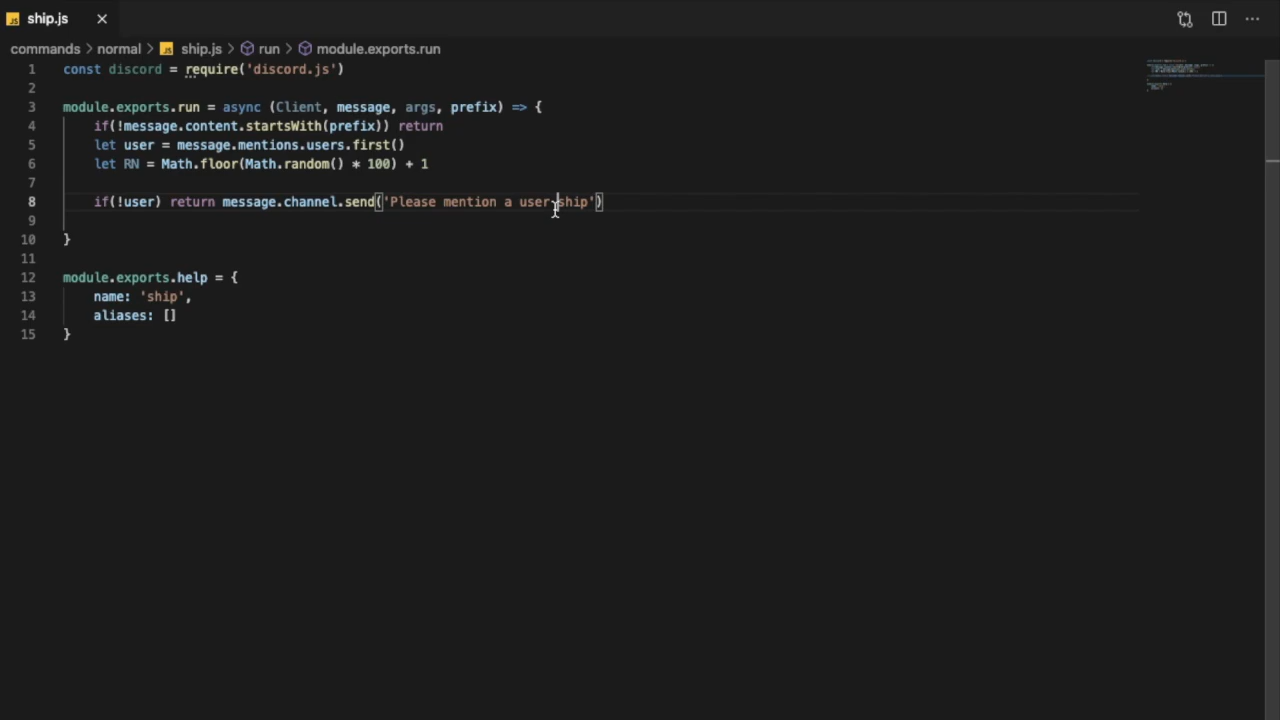 JS ship.js
commands > normal > JS ship.js > run > module.exports.run
1 const discord = require('discord.js')
2
3 module.exports.run = async (Client, message, args, prefix) => {
4 if(!message.content.startsWith(prefix)) return
5 let user = message.mentions.users.first()
6 let RN = Math.floor(Math.random() * 100) + 1
7
8 if(!user) return message.channel.send('Please mention a user ship')
9
10 }
11
12 module.exports.help = {
13 name: 'ship',
14 aliases: []
15 }